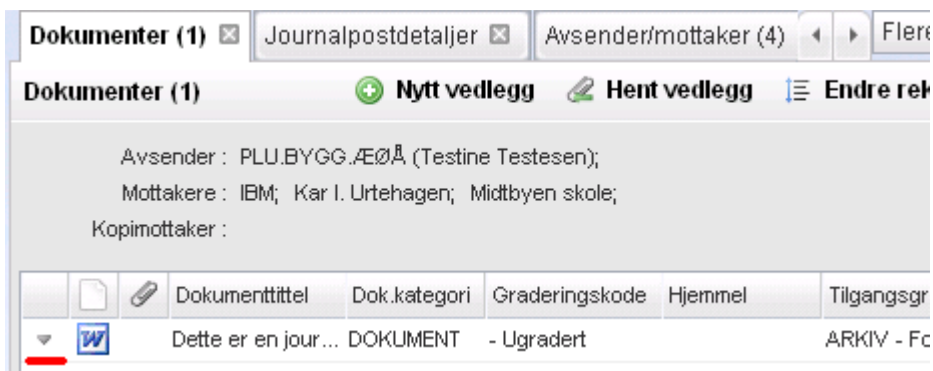 Dokumenter (1) Journalpostdetaljer Avsender/mottaker (4) Flere
Dokumenter (1) Nytt vedlegg Hent vedlegg Endre rek
Avsender : PLU.BYGG.ÆØÅ (Testine Testesen);
Mottakere : IBM; Kar I. Urtehagen; Midtbyen skole;
Kopimottaker :
Dokumenttittel Dok.kategori Graderingskode Hjemmel Tilgangsgr
W Dette er en jour... DOKUMENT - Ugradert ARKIV - Fo